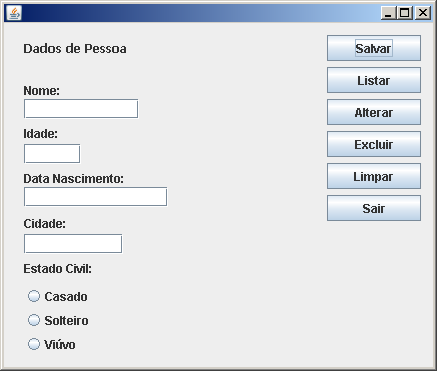 Dados de Pessoa
Nome:
Idade:
Data Nascimento:
Cidade:
Estado Civil:
Casado
Solteiro
Viúvo
Salvar
Listar
Alterar
Excluir
Limpar
Sair